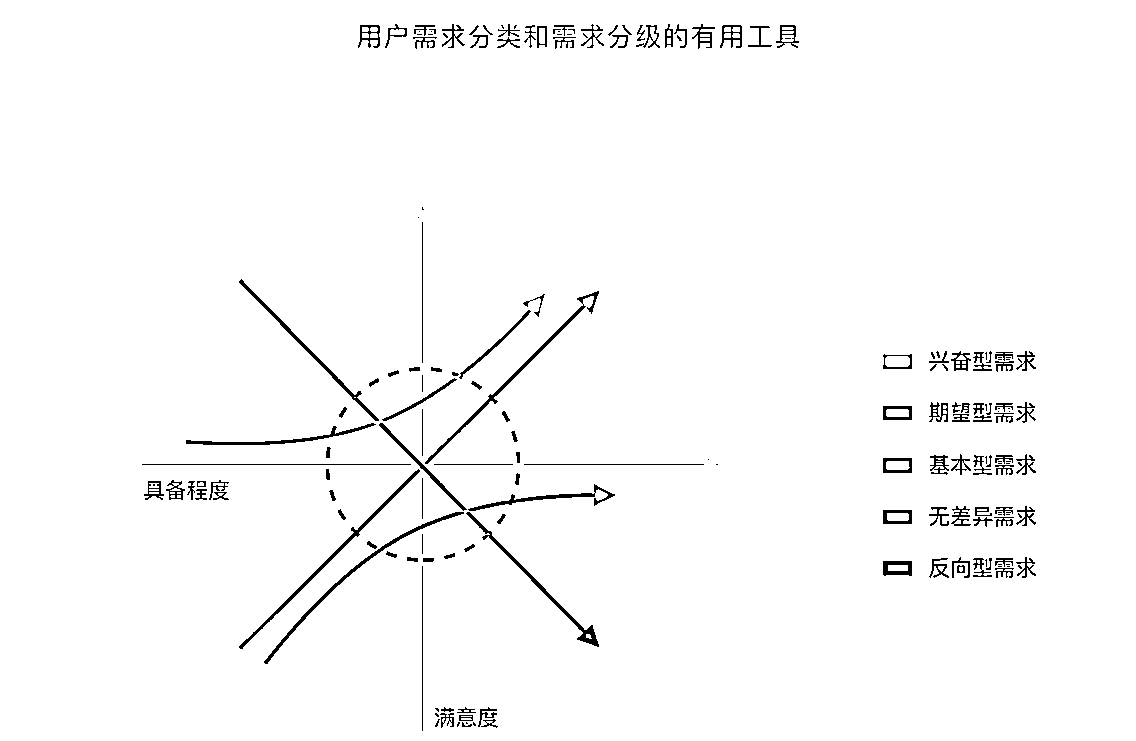 用户需求分类和需求分级的有用工具
兴奋型需求
期望型需求
基本型需求
具备程度
无差异需求
反向型需求
满意度